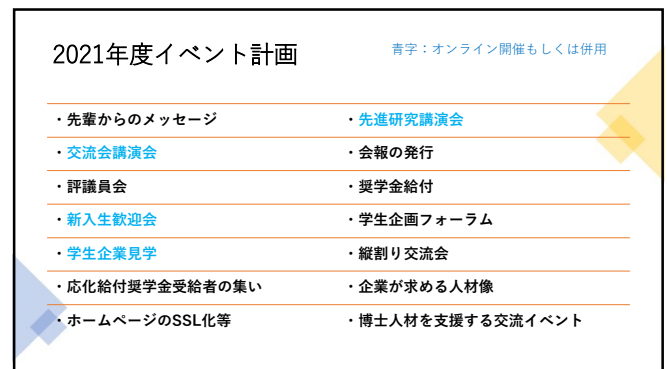 2021年度イベント計画
青字：オンライン開催もしくは併用
・先輩からのメッセージ
・先進研究講演会
・交流会講演会
・会報の発行
・評議員会
・奨学金給付
・新入生歓迎会
・学生企画フォーラム
・学生企業見学
・縦割り交流会
・応化給付奨学金受給者の集い
・企業が求める人材像
・ホームページのSSL化等
・博士人材を支援する交流イベント